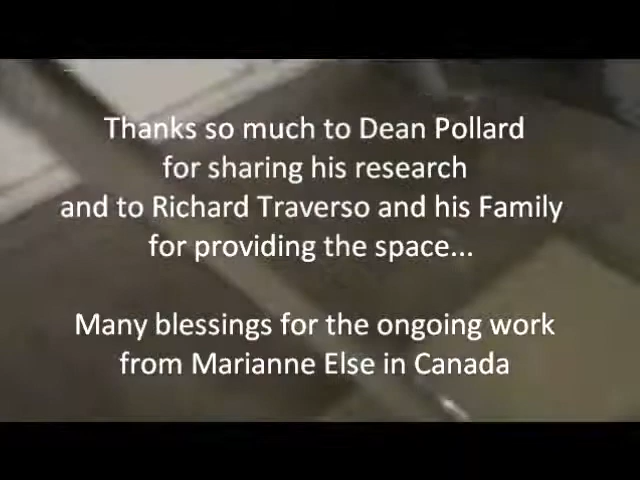 Thanks so much to Dean Pollard
for sharing his research
and to Richard Traverso and his Family
for providing the space...
Many blessings for the ongoing work
from Marianne Else in Canada